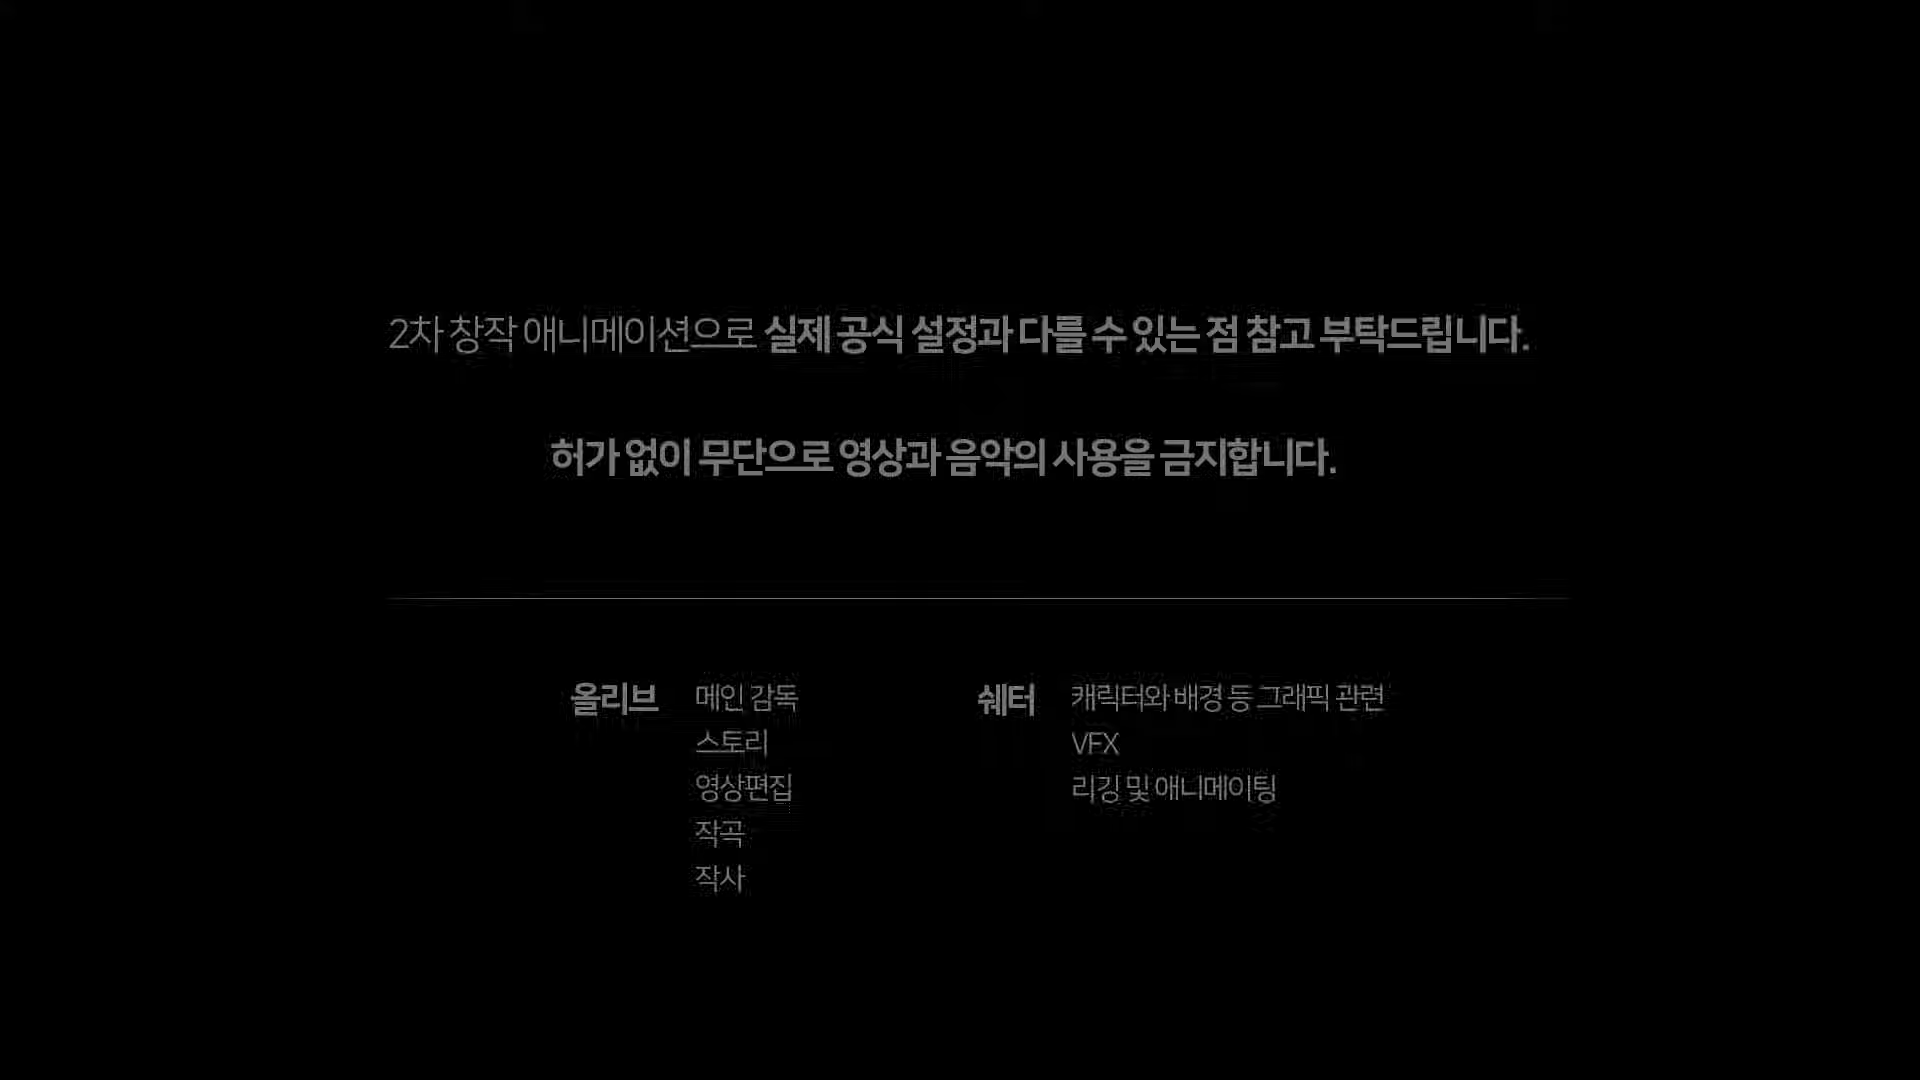 2차 창작 애니메이션으로 실제 공식 설정과 다를 수 있는 점 참고 부탁드립니다.
허가 없이 무단으로 영상과 음악의 사용을 금지합니다.
올리브 메인 감독
스토리
영상편집
작곡
작사
쉐터 캐릭터와 배경 등 그래픽 관련
VFX
리깅 및 애니메이팅